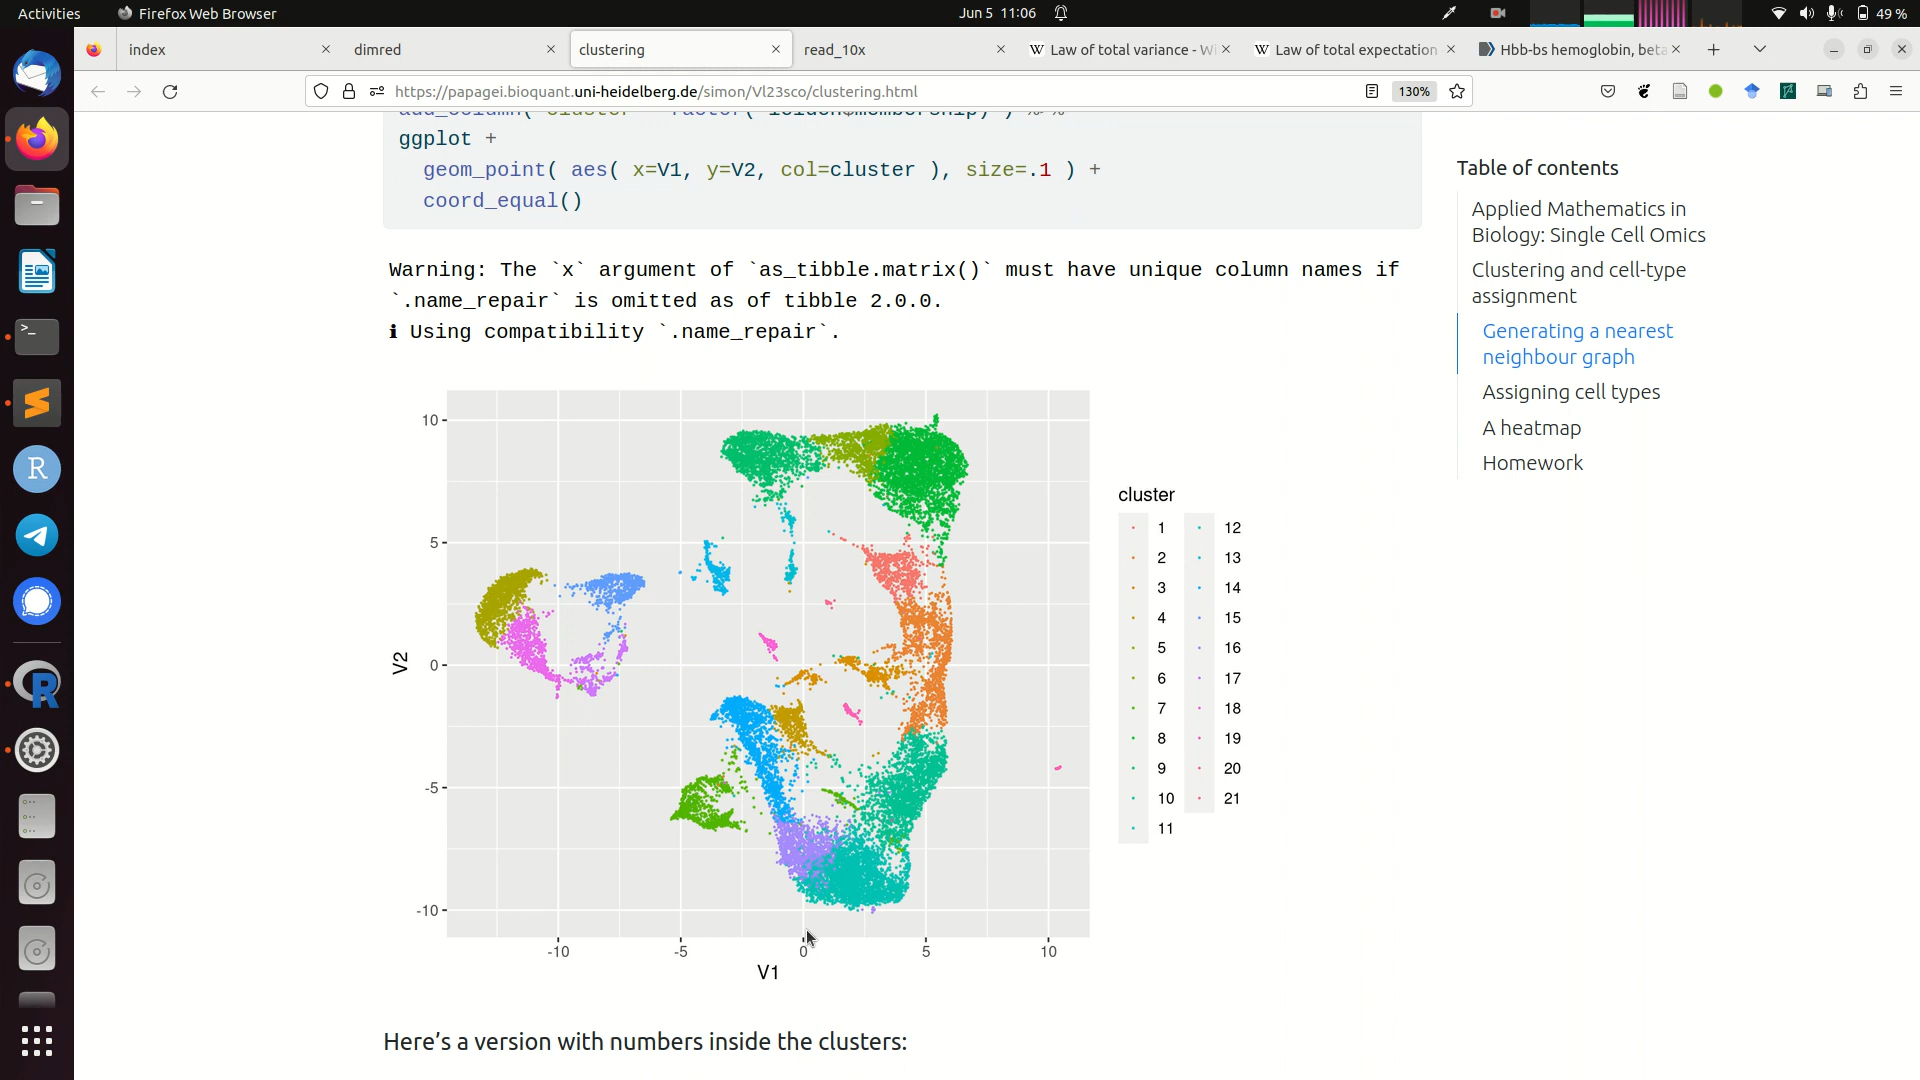 Activities
Firefox Web Browser
Jun 5 11:06
49 %
index
dimred
clustering
read_10x
Law of total variance - Wi
Law of total expectation
Hbb-bs hemoglobin, beta
https://papagei.bioquant.uni-heidelberg.de/simon/Vl23sco/clustering.html
130%
ggplot +
geom_point( aes( x=V1, y=V2, col=cluster ), size=.1 ) +
coord_equal()
Warning: The `x` argument of `as_tibble.matrix()` must have unique column names if
`.name_repair` is omitted as of tibble 2.0.0.
ℹ Using compatibility `.name_repair`.
10
5
0
-5
-10
V2
-10
-5
0
5
10
V1
cluster
1 12
2 13
3 14
4 15
5 16
6 17
7 18
8 19
9 20
10 21
11
Here’s a version with numbers inside the clusters:
Table of contents
Applied Mathematics in
Biology: Single Cell Omics
Clustering and cell-type
assignment
Generating a nearest
neighbour graph
Assigning cell types
A heatmap
Homework